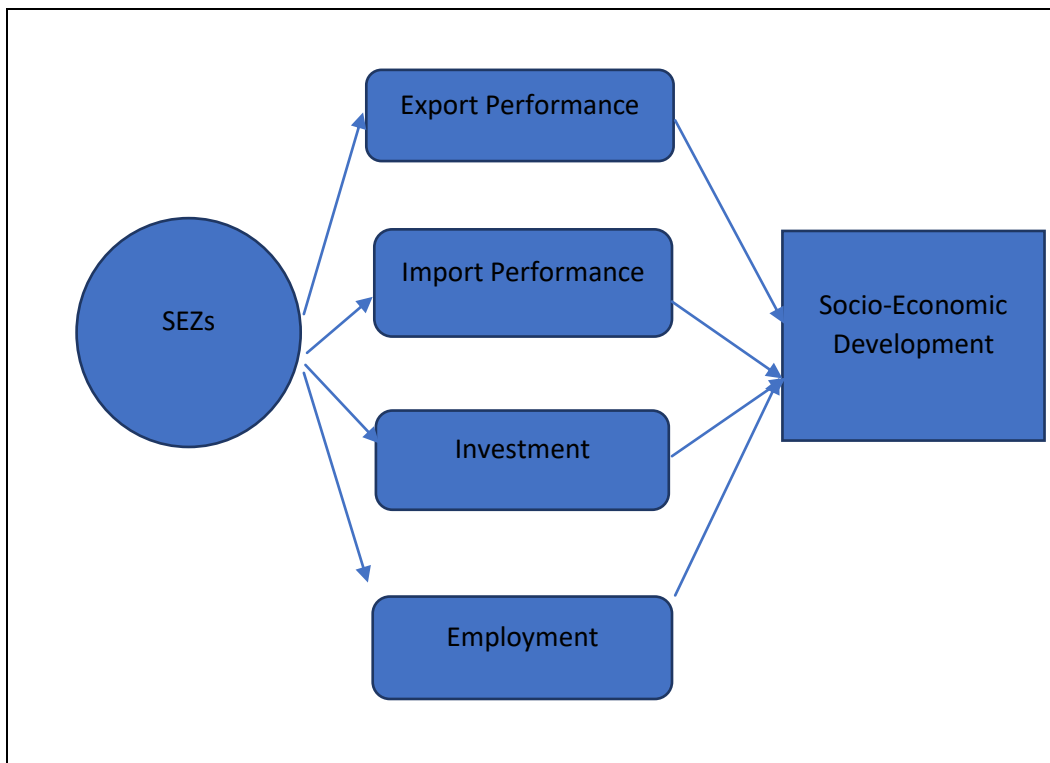 Export Performance
SEZs
Import Performance
Investment
Employment
Socio-Economic
Development